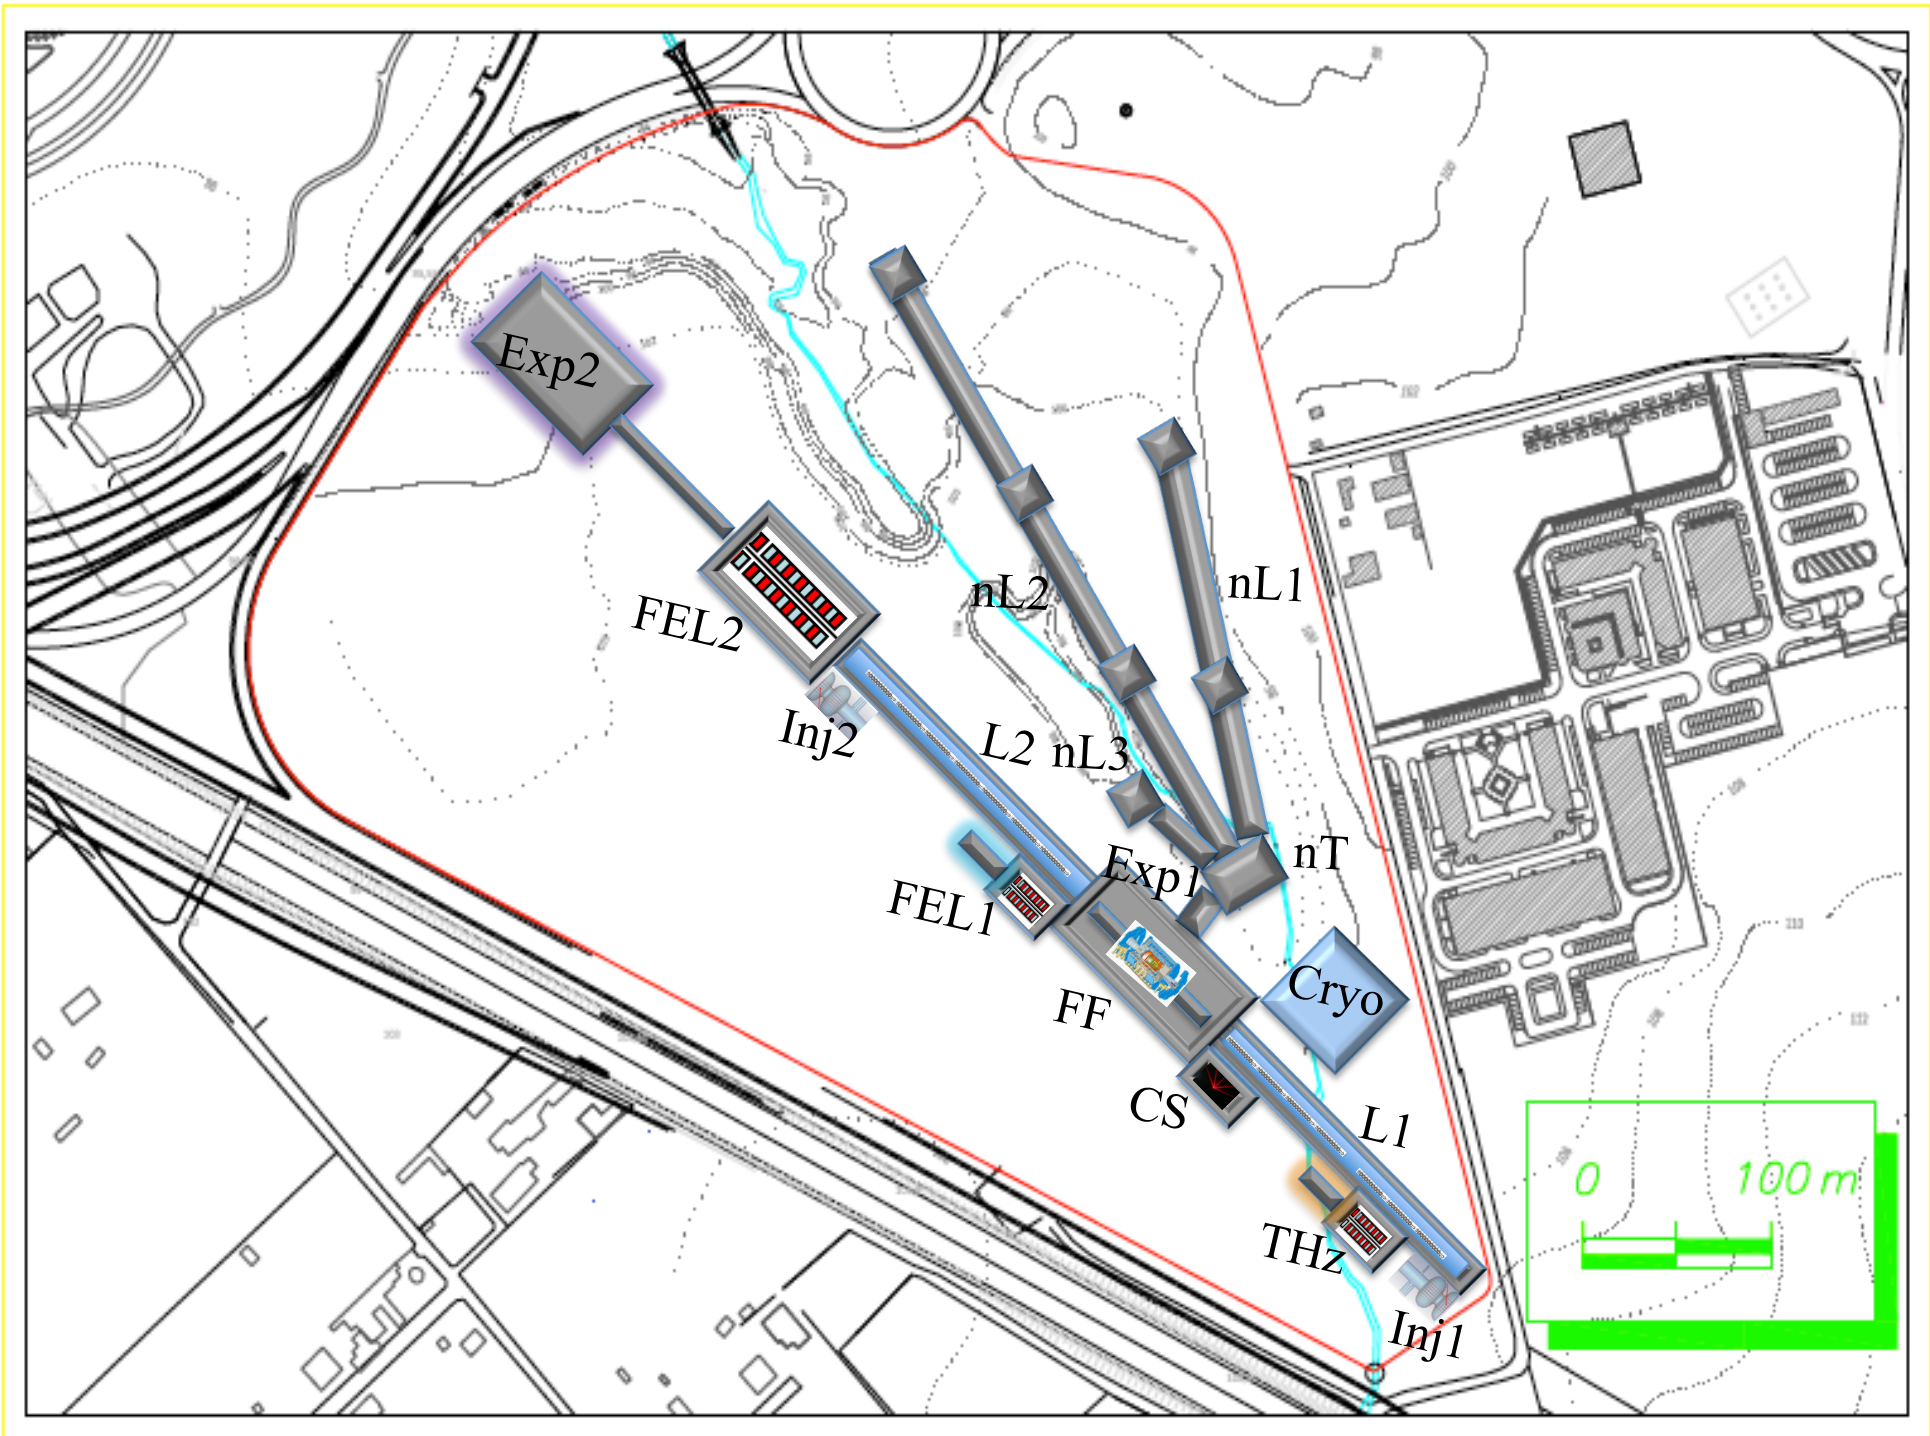 Exp2
nL2
nL1
FEL2
Inj2
L2
nL3
nT
Exp1
FEL1
Cryo
FF
CS
L1
0
100 m
THz
Inj1